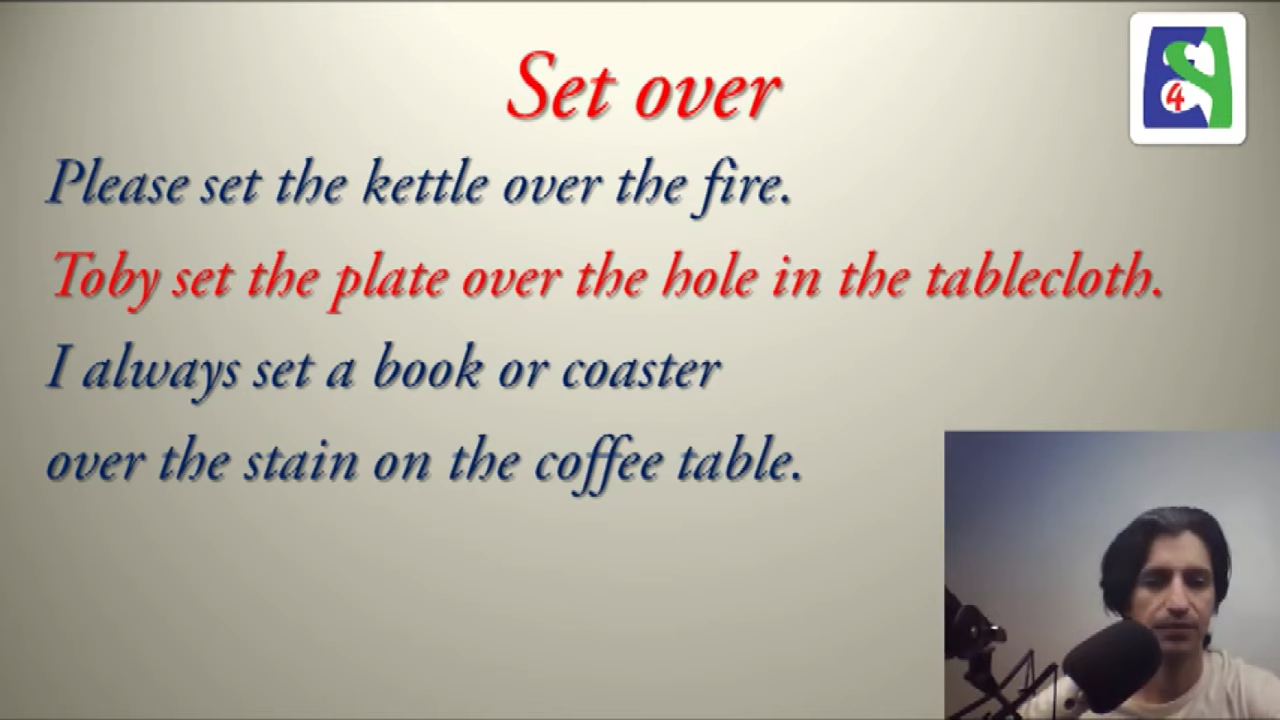 Set over
4
Please set the kettle over the fire.
Toby set the plate over the hole in the tablecloth.
I always set a book or coaster
over the stain on the coffee table.